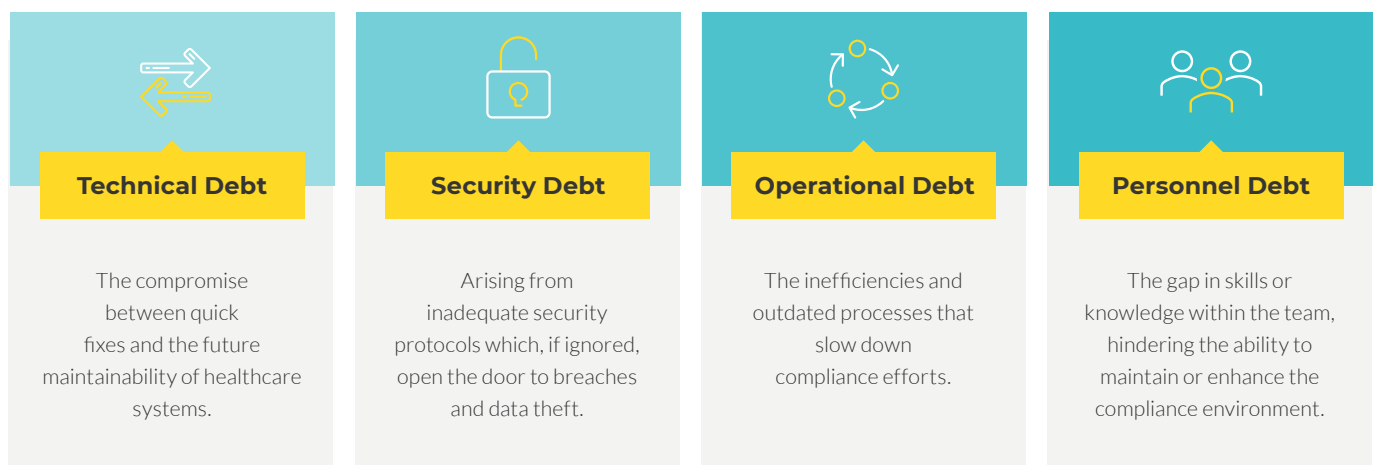 Technical Debt
The compromise
between quick
fixes and the future
maintainability of healthcare
systems.
Security Debt
Arising from
inadequate security
protocols which, if ignored,
open the door to breaches
and data theft.
Operational Debt
The inefficiencies and
outdated processes that
slow down
compliance efforts.
Personnel Debt
The gap in skills or
knowledge within the team,
hindering the ability to
maintain or enhance the
compliance environment.